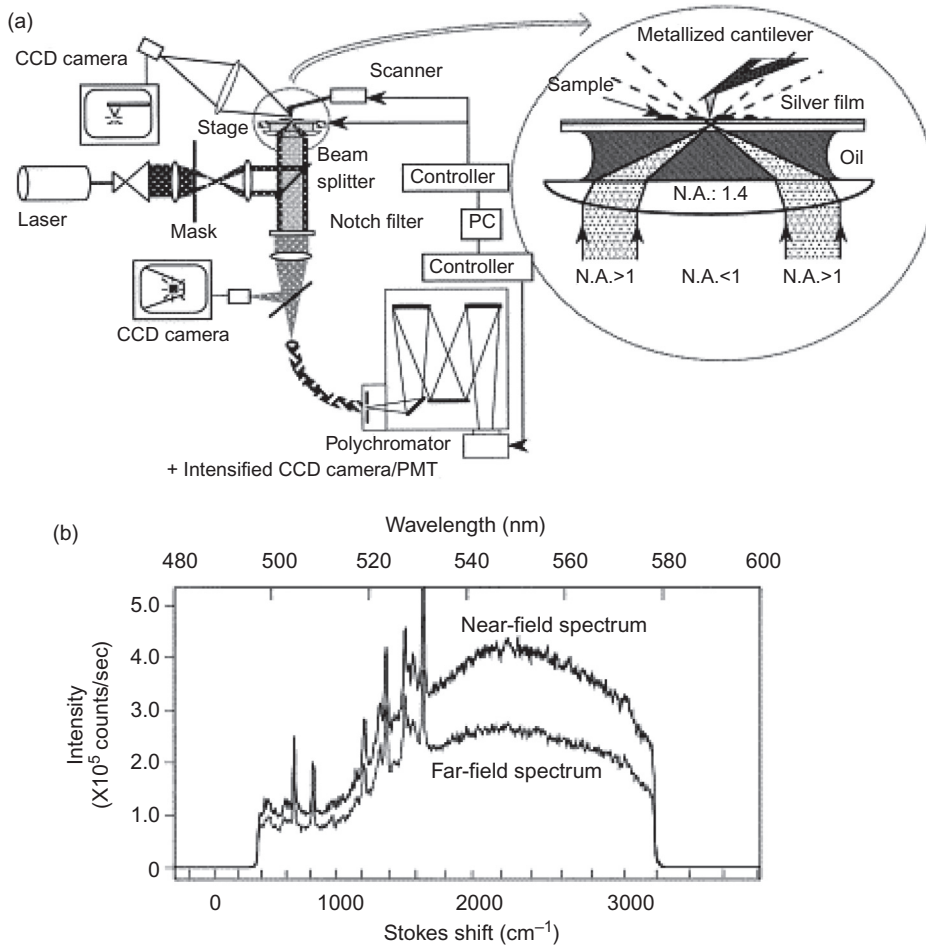 (a)
CCD camera
Scanner
Stage
Beam
splitter
Laser
Mask
Notch filter
Controller
PC
Controller
CCD camera
Polychromator
+ Intensified CCD camera/PMT
Metallized cantilever
Sample
Silver film
Oil
N.A.: 1.4
N.A.>1
N.A.<1
N.A.>1
(b)
Wavelength (nm)
480 500 520 540 560 580 600
5.0
4.0
3.0
2.0
1.0
0
Intensity
(X10⁵ counts/sec)
Near-field spectrum
Far-field spectrum
0 1000 2000 3000
Stokes shift (cm⁻¹)